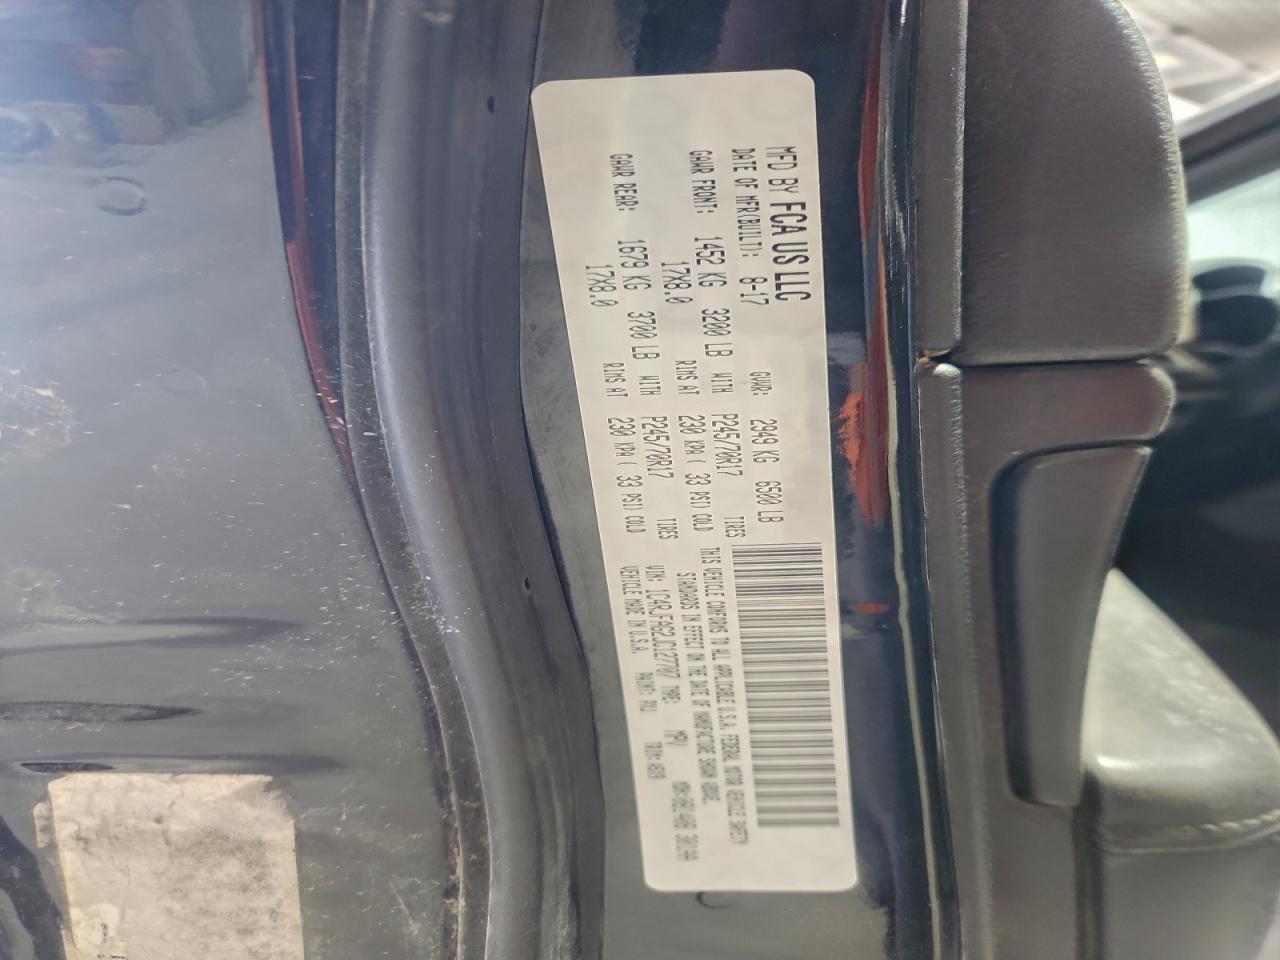 MFD BY FCA US LLC
DATE OF MFR(BUILT): 8-17 GVWR: 2949 KG 6500 LB
GAWR FRONT: 1452 KG 3200 LB WITH P245/70R17 TIRES
17X8.0 RIMS AT 230 KPA( 33 PSI) COLD
GAWR REAR: 1679 KG 3700 LB WITH P245/70R17 TIRES
17X8.0 RIMS AT 230 KPA( 33 PSI) COLD
THIS VEHICLE CONFORMS TO ALL APPLICABLE U.S.A. FEDERAL MOTOR VEHICLE SAFETY
STANDARDS IN EFFECT ON THE DATE OF MANUFACTURE SHOWN ABOVE.
VIN: TYPE: MPV
VEHICLE MADE IN U.S.A. PAINT: TRIM: